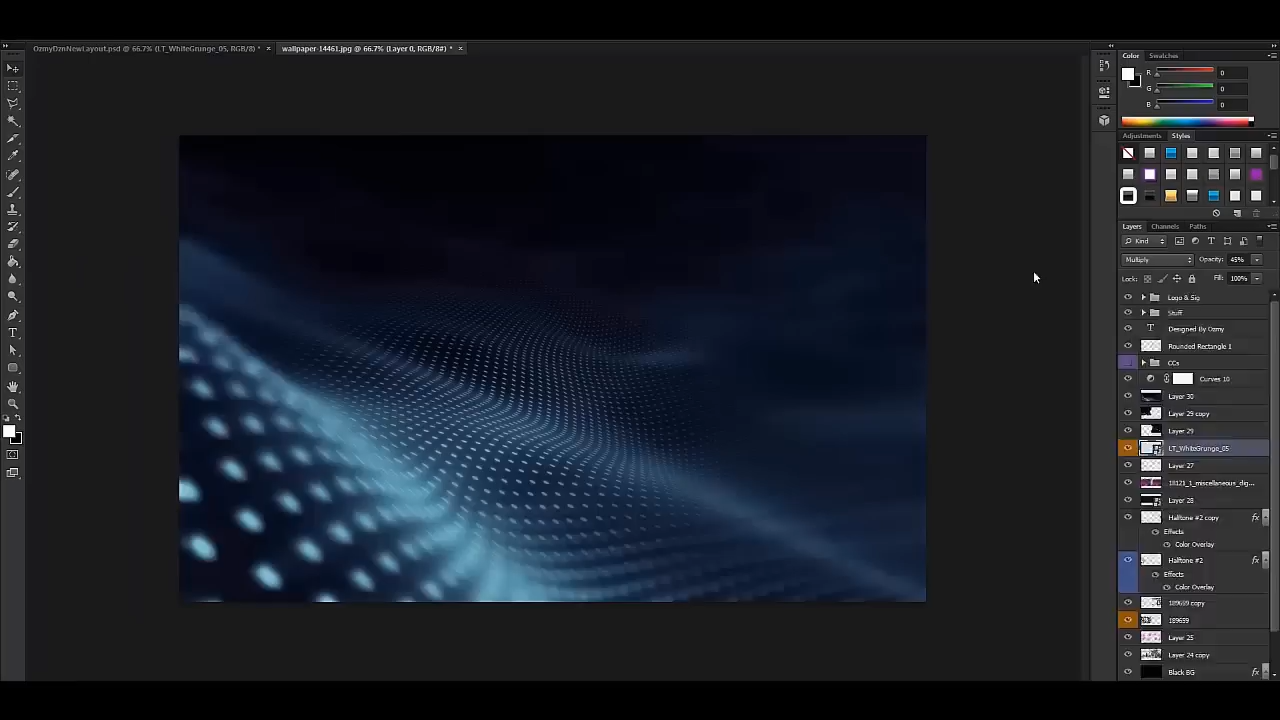 OzmyDznNewLayout.psd @ 66.7% (LT_WhiteGrunge_05, RGB/8) * ×
wallpaper-14461.jpg @ 66.7% (Layer 0, RGB/8#) * ×
Color Swatches
R 0
G 0
B 0
Adjustments Styles
Layers Channels Paths
Kind
Multiply Opacity: 45%
Lock: Fill: 100%
Logo & Sig
Stuff
T Designed By Ozmy
Rounded Rectangle 1
CCs
Curves 10
Layer 30
Layer 29 copy
Layer 29
LT_WhiteGrunge_05
Layer 27
18121_1_miscellaneous_dig...
Layer 28
Halftone #2 copy fx
Effects
Color Overlay
Halftone #2 fx
Effects
Color Overlay
189659 copy
189659
Layer 25
Layer 24 copy
Black BG fx